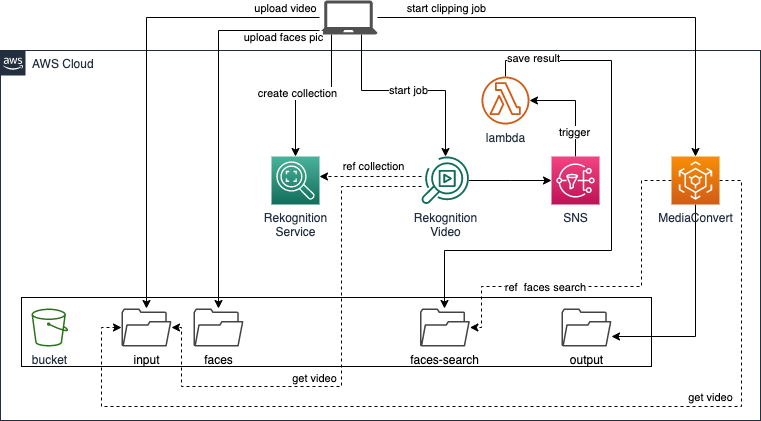 upload video
start clipping job
upload faces pic
aws
AWS Cloud
save result
create collection
start job
lambda
trigger
ref collection
Rekognition
Service
Rekognition
Video
SNS
MediaConvert
ref faces search
bucket
input
faces
faces-search
output
get video
get video